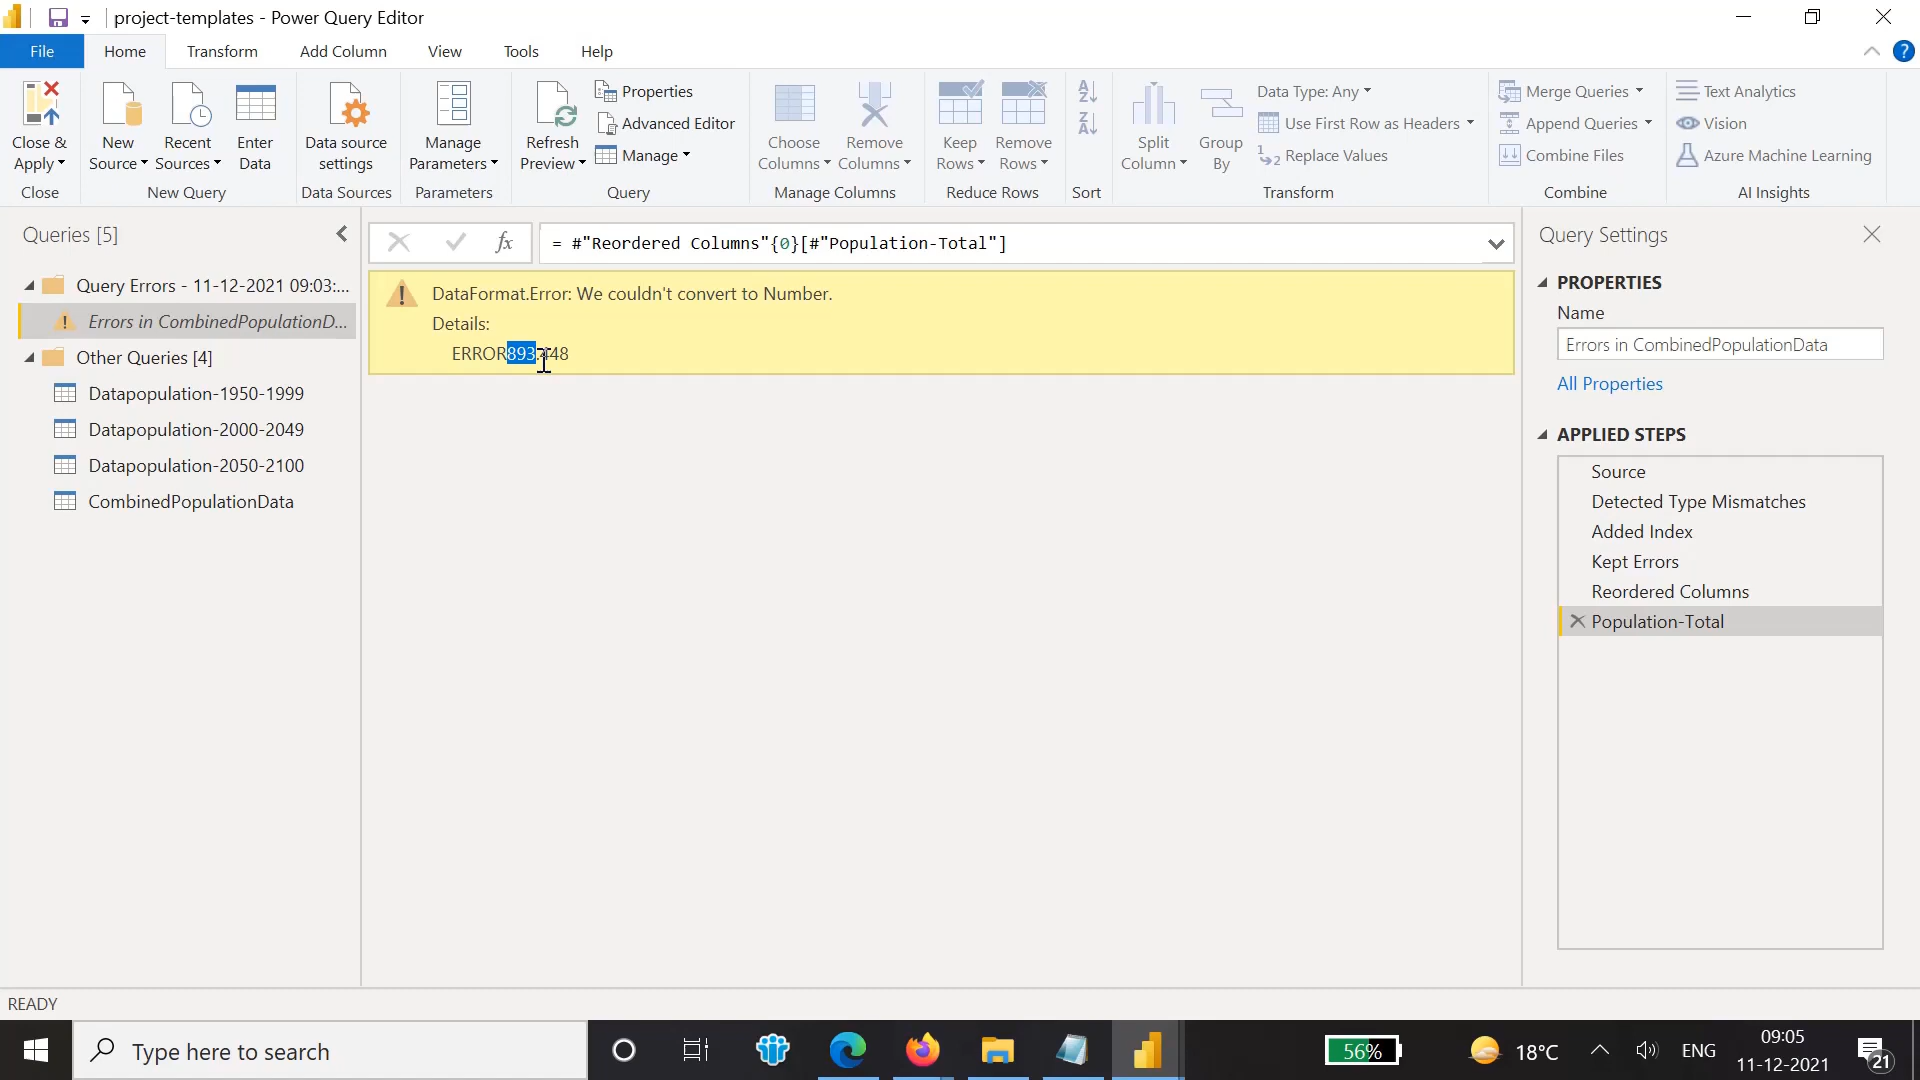 project-templates - Power Query Editor
File
Home
Transform
Add Column
View
Tools
Help
?
Close &
Apply
Close
New
Source
Recent
Sources
Enter
Data
New Query
Data source
settings
Data Sources
Manage
Parameters
Parameters
Refresh
Preview
Properties
Advanced Editor
Manage
Query
Choose
Columns
Remove
Columns
Manage Columns
Keep
Rows
Remove
Rows
Reduce Rows
A
Z
Z
A
Sort
Split
Column
Group
By
Data Type: Any
Use First Row as Headers
1
2
Replace Values
Transform
Merge Queries
Append Queries
Combine Files
Combine
Text Analytics
Vision
Azure Machine Learning
AI Insights
Queries [5]
Query Errors - 11-12-2021 09:03:...
Errors in CombinedPopulationD...
Other Queries [4]
Datapopulation-1950-1999
Datapopulation-2000-2049
Datapopulation-2050-2100
CombinedPopulationData
fx
= #"Reordered Columns"{0}[#"Population-Total"]
DataFormat.Error: We couldn't convert to Number.
Details:
ERROR893.448
Query Settings
PROPERTIES
Name
Errors in CombinedPopulationData
All Properties
APPLIED STEPS
Source
Detected Type Mismatches
Added Index
Kept Errors
Reordered Columns
Population-Total
READY
Type here to search
56%
18°C
ENG
09:05
11-12-2021
21